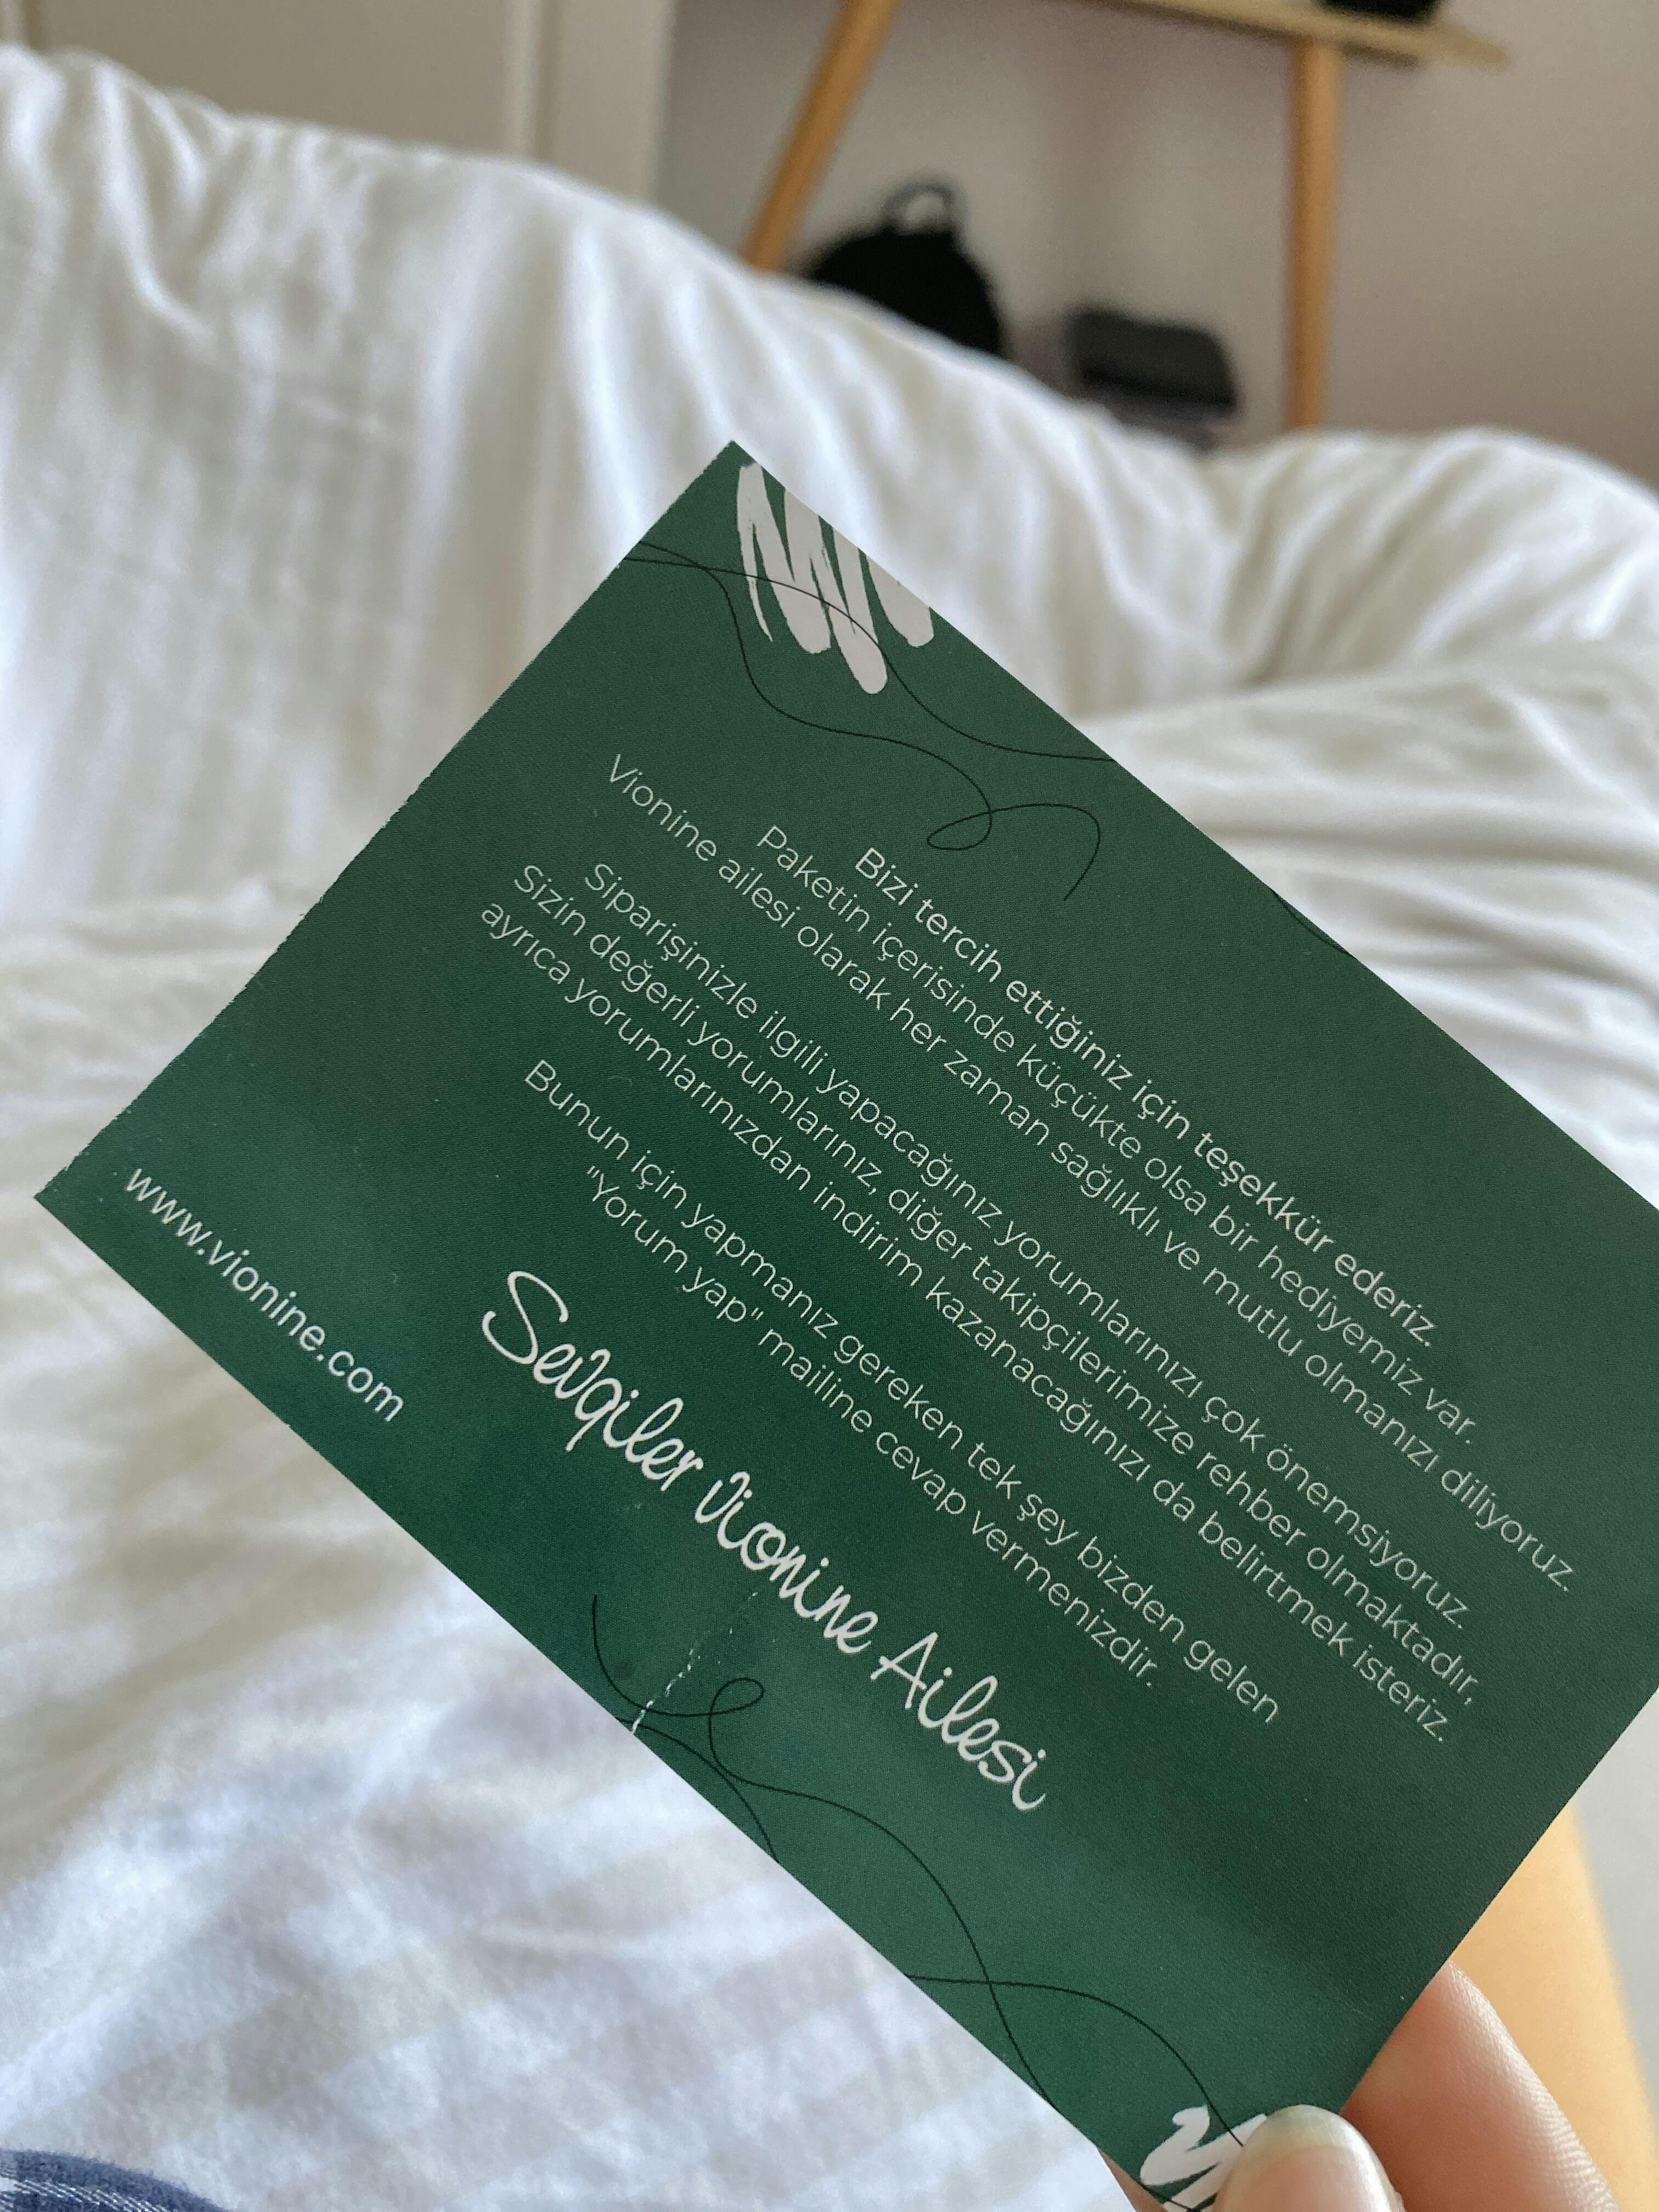 Bizi tercih ettiğiniz için teşekkür ederiz.
Paketin içerisinde küçükte olsa bir hediyemiz var.
Vionine ailesi olarak her zaman sağlıklı ve mutlu olmanızı diliyoruz.
Siparişinizle ilgili yapacağınız yorumlarınızı çok önemsiyoruz.
Sizin değerli yorumlarınız, diğer takipçilerimize rehber olmaktadır,
ayrıca yorumlarınızdan indirim kazanacağınızı da belirtmek isteriz.
Bunun için yapmanız gereken tek şey bizden gelen
"Yorum yap" mailine cevap vermenizdir.
Sevgiler Vionine Ailesi
www.vionine.com